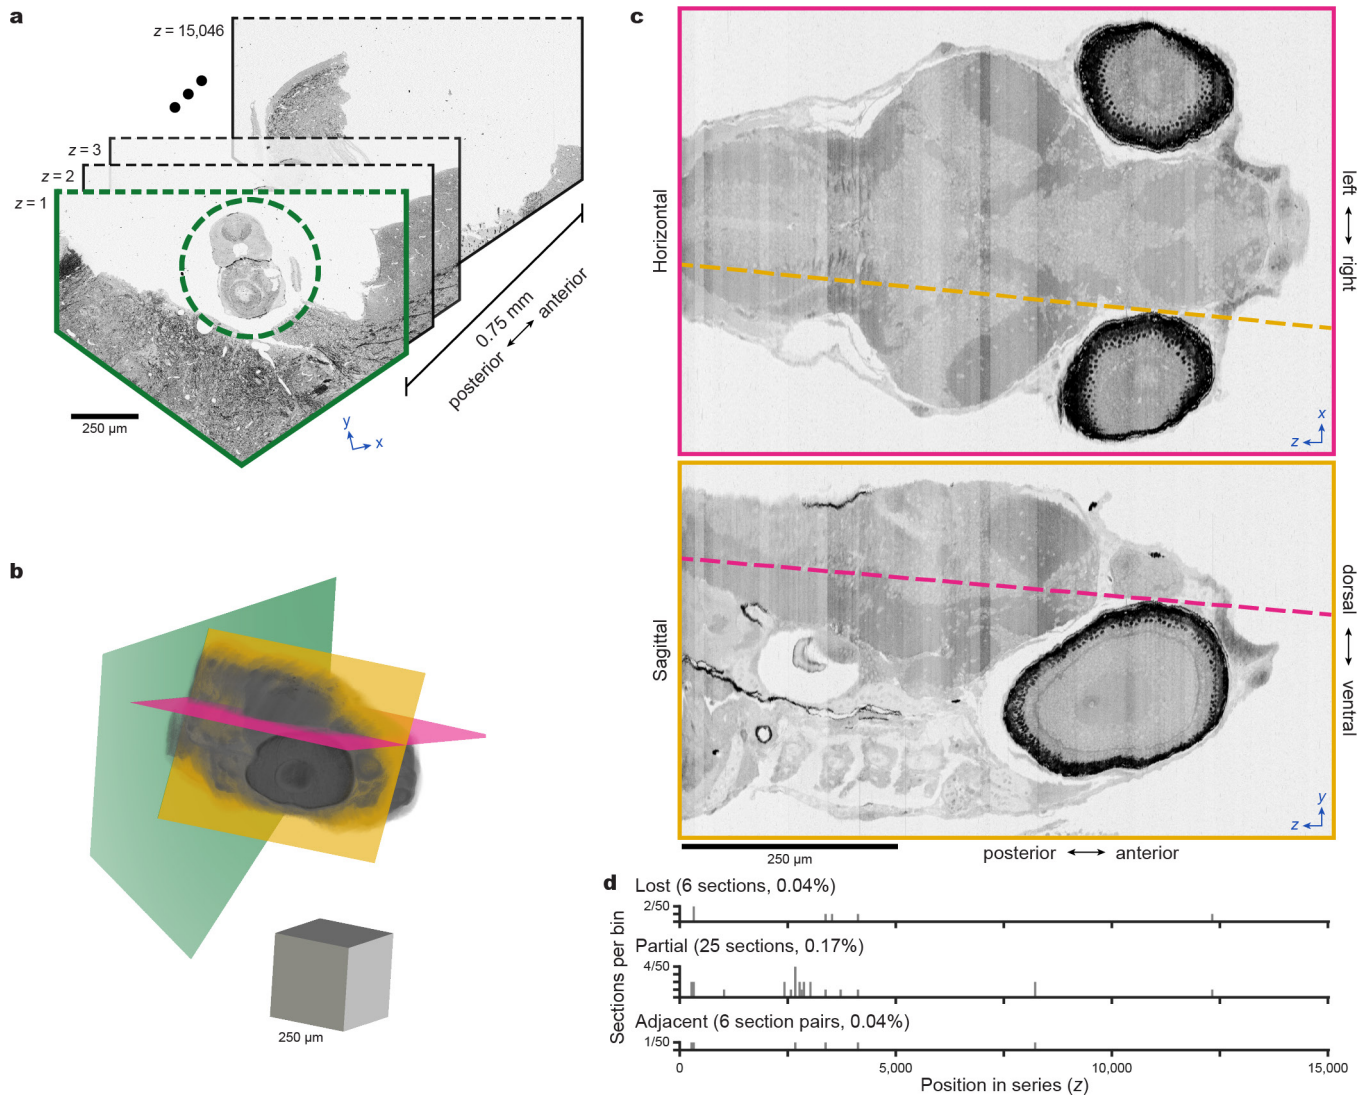 a
z = 15,046
z = 3
z = 2
z = 1
0.75 mm
posterior ↔ anterior
250 µm
y
x
b
250 µm
c
Horizontal
left ↔ right
x
z
Sagittal
dorsal ↔ ventral
y
z
250 µm
posterior ↔ anterior
d
Lost (6 sections, 0.04%)
2/50
Partial (25 sections, 0.17%)
4/50
Adjacent (6 section pairs, 0.04%)
1/50
Sections per bin
0 5,000 10,000 15,000
Position in series (z)